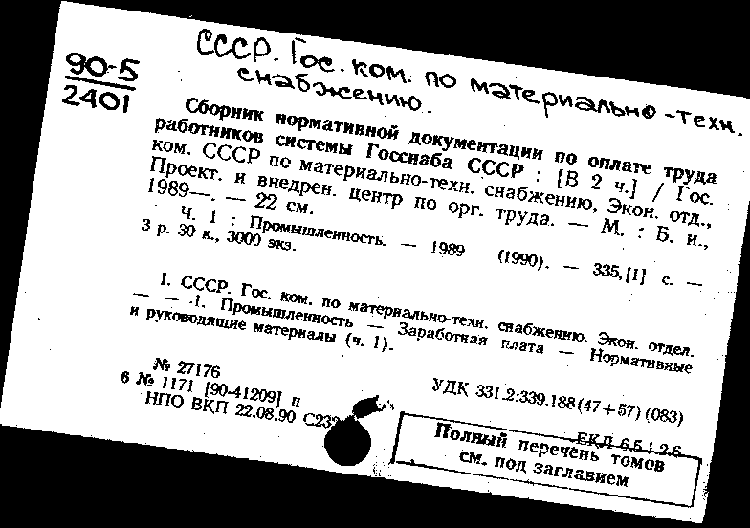 90-5
2401
СССР. Гос. ком. по материально-техн.
снабжению.
Сборник нормативной документации по оплате труда
работников системы Госснаба СССР : [В 2 ч.] / Гос.
ком. СССР по материально-техн. снабжению, Экон. отд.,
Проект. и внедрен. центр по орг. труда. — М. : Б. и.,
1989—. — 22 см.
Ч. 1 : Промышленность. — 1989 (1990). — 335,[1] с. —
3 р. 30 к., 3000 экз.
I. СССР. Гос. ком. по материально-техн. снабжению. Экон. отдел.
— — 1. Промышленность — Заработная плата — Нормативные
и руководящие материалы (ч. 1).
№ 27176
6 № 1171 [90-41209] п
НПО ВКП 22.08.90 С239
УДК 331.2:339.188(47+57)(083)
ЕКЛ 6.5
Полный перечень томов
см. под заглавием